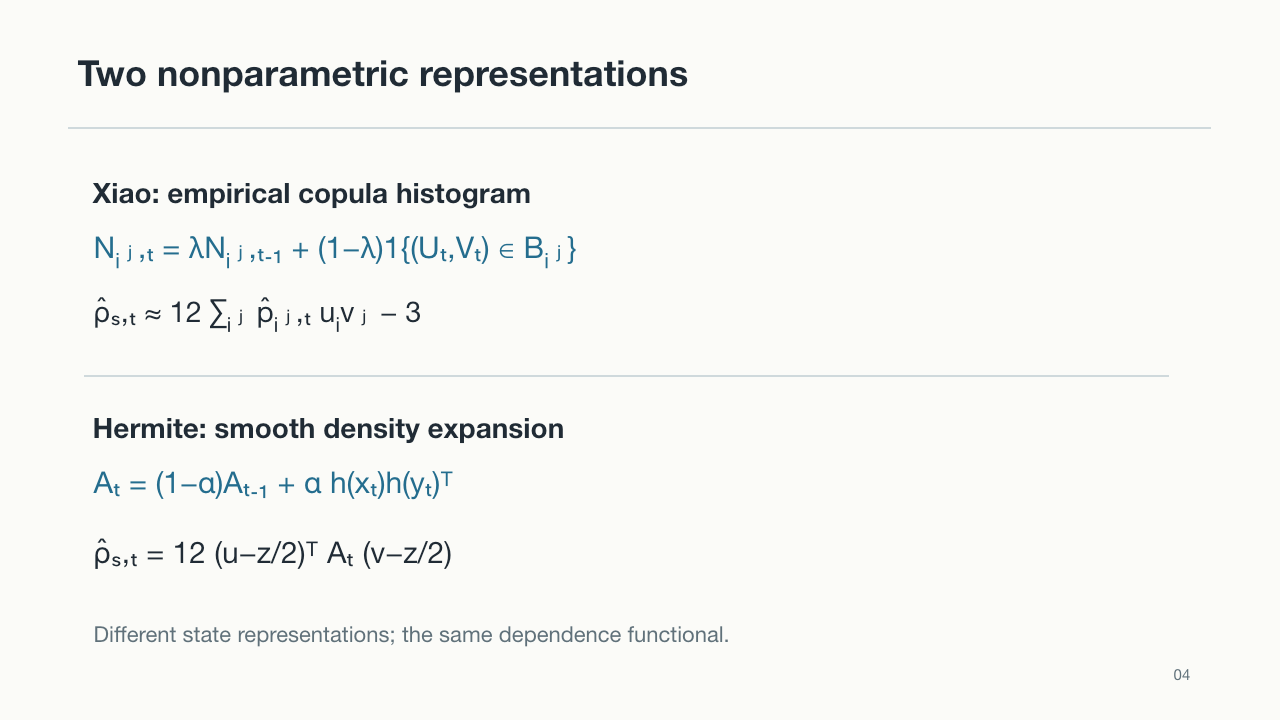 Two nonparametric representations
Xiao: empirical copula histogram
Nᵢⱼ,ₜ = λNᵢⱼ,ₜ₋₁ + (1−λ)1{(Uₜ,Vₜ) ∈ Bᵢⱼ}
ρ̂ₛ,ₜ ≈ 12 ∑ᵢⱼ p̂ᵢⱼ,ₜ uᵢvⱼ − 3
Hermite: smooth density expansion
Aₜ = (1−α)Aₜ₋₁ + α h(xₜ)h(yₜ)ᵀ
ρ̂ₛ,ₜ = 12 (u−z/2)ᵀ Aₜ (v−z/2)
Different state representations; the same dependence functional.
04